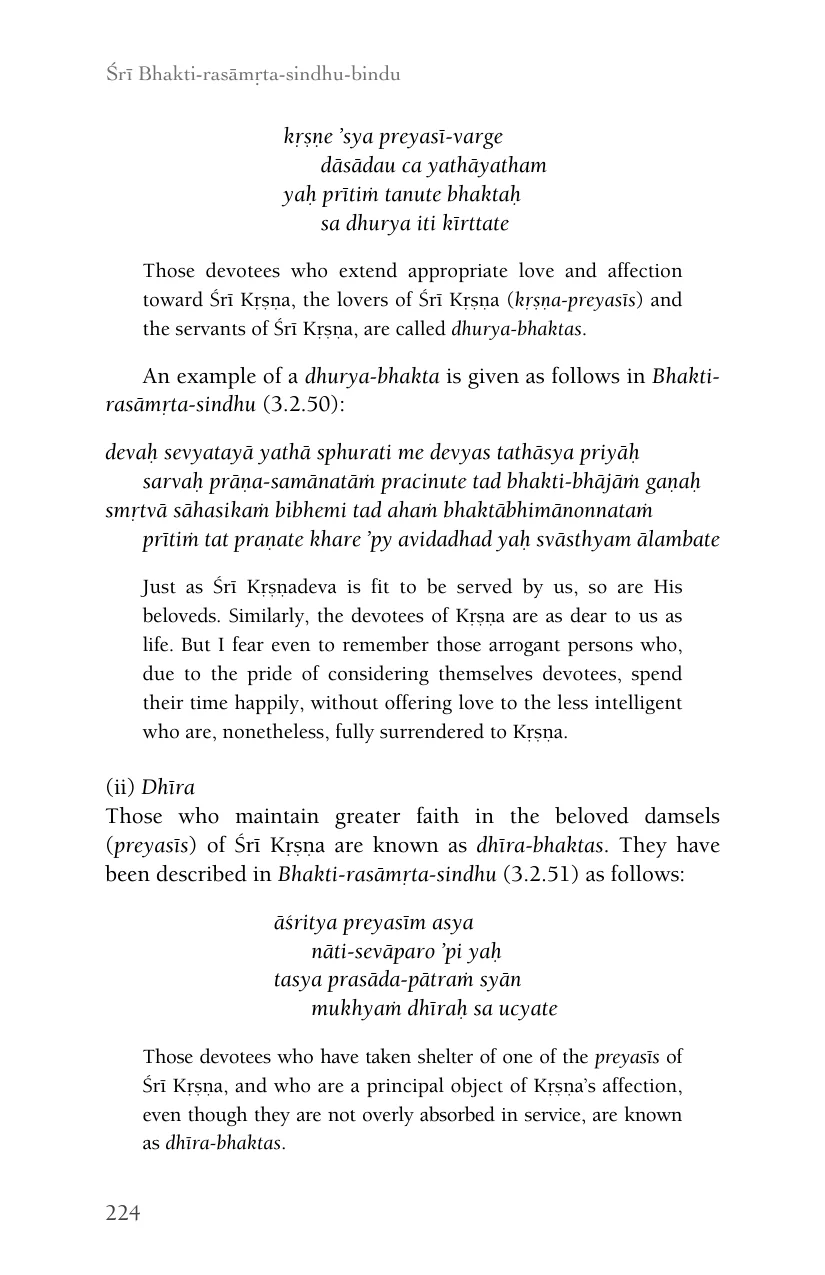 Śrī Bhakti-rasāmṛta-sindhu-bindu
kṛṣṇe ’sya preyasī-varge
dāsādau ca yathāyatham
yaḥ prītiṁ tanute bhaktaḥ
sa dhurya iti kīrttate
Those devotees who extend appropriate love and affection
toward Śrī Kṛṣṇa, the lovers of Śrī Kṛṣṇa (kṛṣṇa-preyasīs) and
the servants of Śrī Kṛṣṇa, are called dhurya-bhaktas.
An example of a dhurya-bhakta is given as follows in Bhakti-
rasāmṛta-sindhu (3.2.50):
devaḥ sevyatayā yathā sphurati me devyas tathāsya priyāḥ
sarvaḥ prāṇa-samānatāṁ pracinute tad bhakti-bhājāṁ gaṇaḥ
smṛtvā sāhasikaṁ bibhemi tad ahaṁ bhaktābhimānonnataṁ
prītiṁ tat praṇate khare ’py avidadhad yaḥ svāsthyam ālambate
Just as Śrī Kṛṣṇadeva is fit to be served by us, so are His
beloveds. Similarly, the devotees of Kṛṣṇa are as dear to us as
life. But I fear even to remember those arrogant persons who,
due to the pride of considering themselves devotees, spend
their time happily, without offering love to the less intelligent
who are, nonetheless, fully surrendered to Kṛṣṇa.
(ii) Dhīra
Those who maintain greater faith in the beloved damsels
(preyasīs) of Śrī Kṛṣṇa are known as dhīra-bhaktas. They have
been described in Bhakti-rasāmṛta-sindhu (3.2.51) as follows:
āśritya preyasīm asya
nāti-sevāparo ’pi yaḥ
tasya prasāda-pātraṁ syān
mukhyaṁ dhīraḥ sa ucyate
Those devotees who have taken shelter of one of the preyasīs of
Śrī Kṛṣṇa, and who are a principal object of Kṛṣṇa’s affection,
even though they are not overly absorbed in service, are known
as dhīra-bhaktas.
224